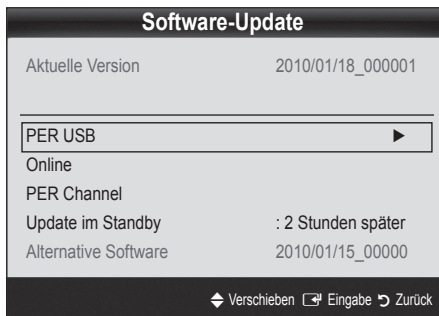 Software-Update
Aktuelle Version 2010/01/18_000001
PER USB ▶
Online
PER Channel
Update im Standby : 2 Stunden später
Alternative Software 2010/01/15_00000
Verschieben Eingabe Zurück